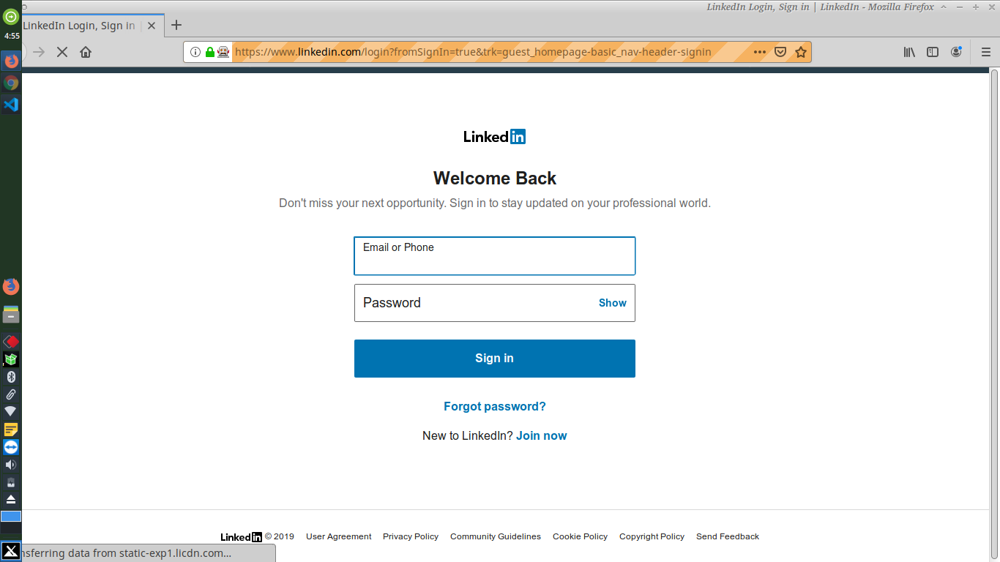 LinkedIn Login, Sign in | LinkedIn - Mozilla Firefox
4:55
LinkedIn Login, Sign in |
https://www.linkedin.com/login?fromSignIn=true&trk=guest_homepage-basic_nav-header-signin
Linkedin
Welcome Back
Don't miss your next opportunity. Sign in to stay updated on your professional world.
Email or Phone
Password Show
Sign in
Forgot password?
New to LinkedIn? Join now
Linkedin © 2019 User Agreement Privacy Policy Community Guidelines Cookie Policy Copyright Policy Send Feedback
nsferring data from static-exp1.licdn.com…